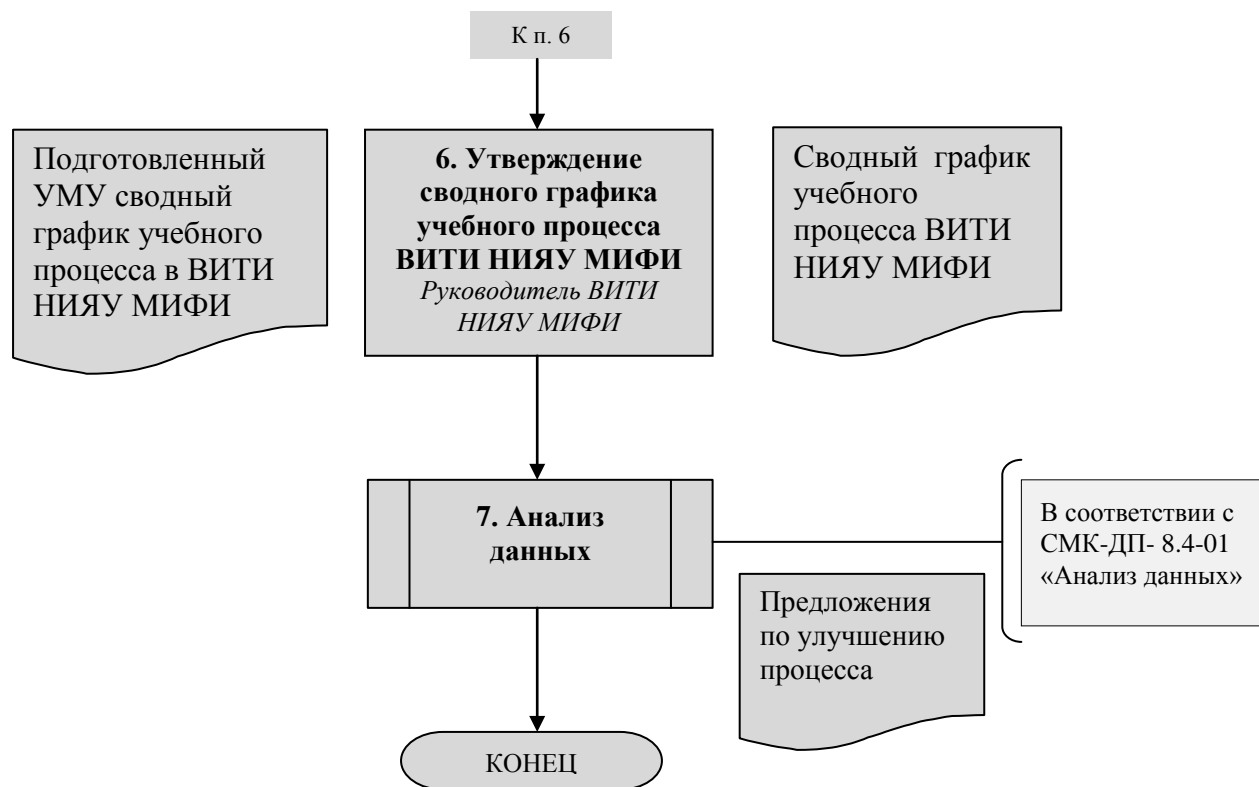 К п. 6
Подготовленный
УМУ сводный
график учебного
процесса в ВИТИ
НИЯУ МИФИ
6. Утверждение
сводного графика
учебного процесса
ВИТИ НИЯУ МИФИ
Руководитель ВИТИ
НИЯУ МИФИ
Сводный график
учебного
процесса ВИТИ
НИЯУ МИФИ
7. Анализ
данных
В соответствии с
СМК-ДП- 8.4-01
«Анализ данных»
Предложения
по улучшению
процесса
КОНЕЦ